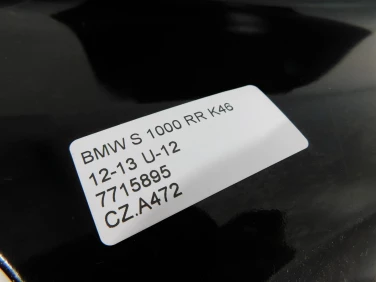 BMW S 1000 RR K46
12-13 U-12
7715895
CZ.A472